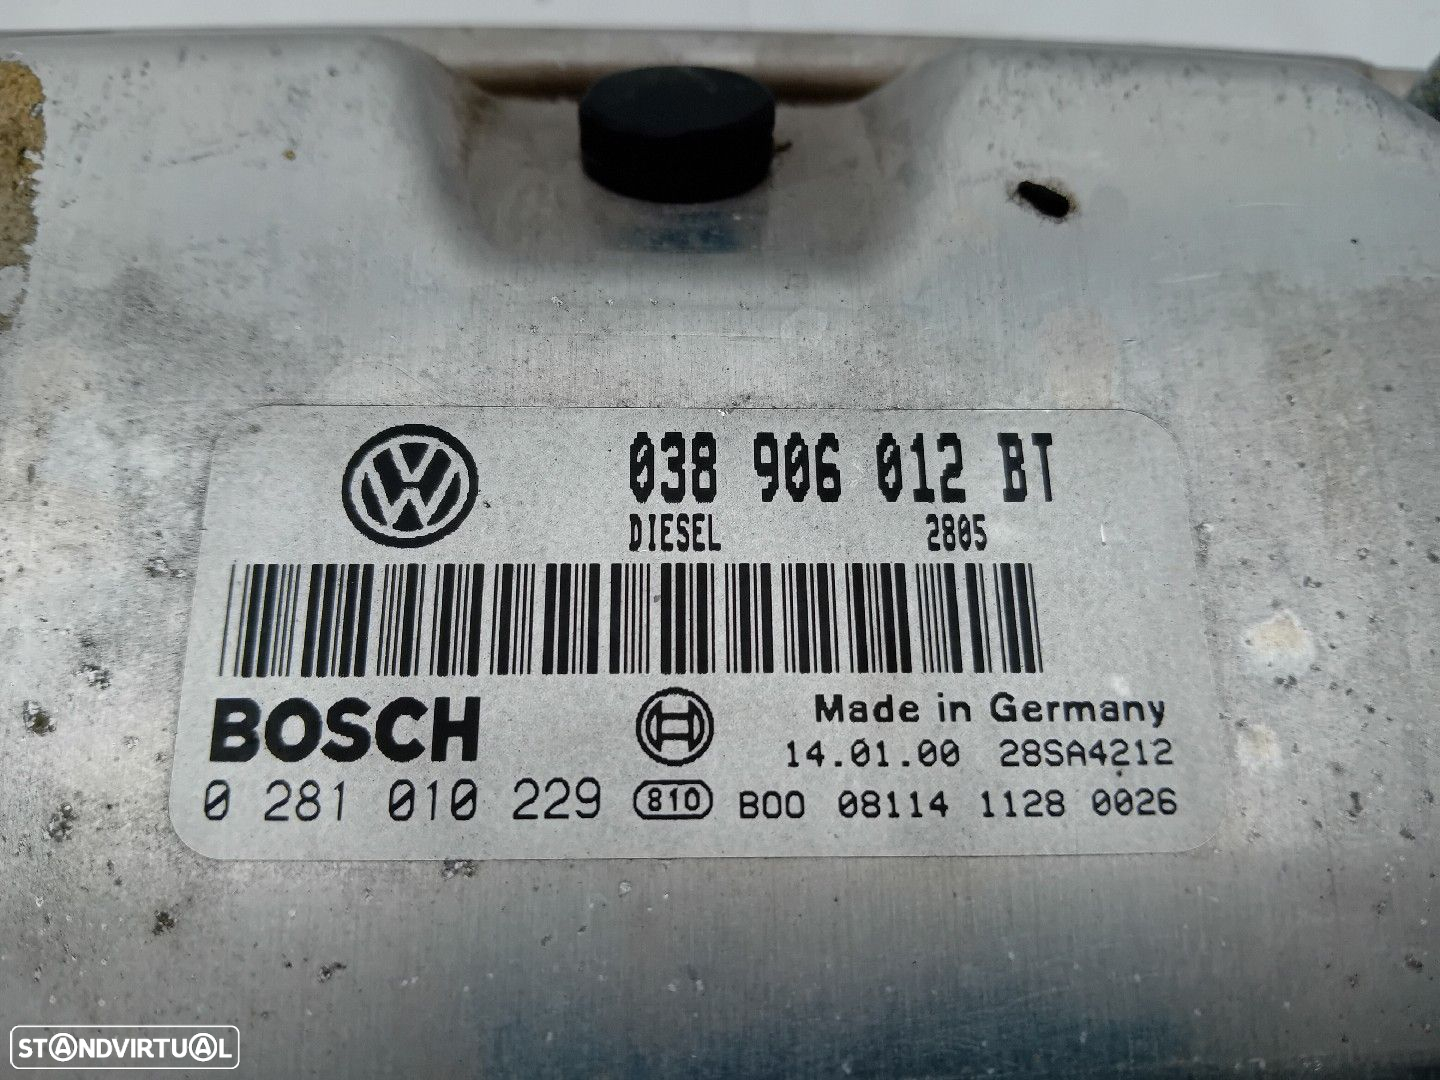 038 906 012 BT
DIESEL 2805
BOSCH
Made in Germany
14.01.00 28SA4212
0 281 010 229 810 B00 08114 1128 0026
STANDVIRTUAL